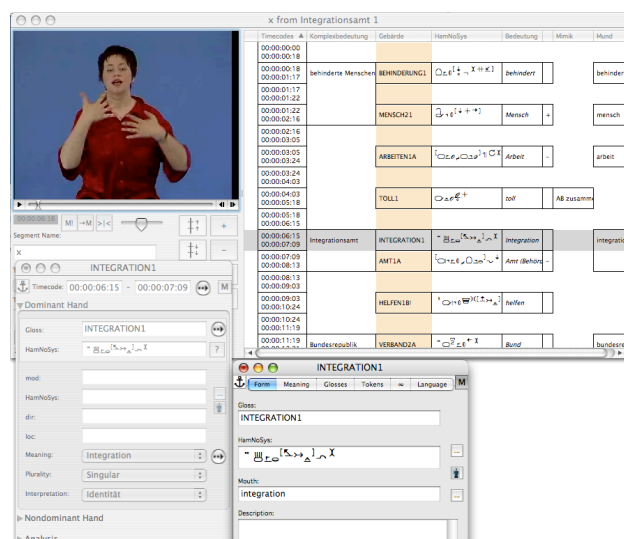 x from Integrationsamt 1
Timecodes Komplexbedeutung Gebärde HamNoSys Bedeutung Mimik Mund
00:00:00:00
00:00:00:18
00:00:00:18 behinderte Menschen BEHINDERUNG1 behindert behinder
00:00:01:17
00:00:01:17
00:00:01:22
00:00:01:22 MENSCH21 Mensch + mensch
00:00:02:16
00:00:02:16
00:00:03:05
00:00:03:05 ARBEITEN1A Arbeit - arbeit
00:00:03:24
00:00:03:24
00:00:04:03
00:00:04:03 TOLL1 toll AB zusamme
00:00:05:18
00:00:05:18
00:00:06:15
00:00:06:15 Integrationsamt INTEGRATION1 Integration integratio
00:00:07:09
00:00:07:09 AMT1A Amt (Behörd -
00:00:08:13
00:00:08:13
00:00:09:03
00:00:09:03 HELFEN1B! helfen
00:00:10:24
00:00:10:24
00:00:11:19
00:00:11:19 Bundesrepublik VERBAND2A Bund bundesre
00:00:06:16 M! →M >|< +
Segment Name:
x -
INTEGRATION1
Timecode: 00:00:06:15 - 00:00:07:09 M
Dominant Hand
Gloss: INTEGRATION1
HamNoSys: ?
mod:
HamNoSys: ...
dir:
loc:
Meaning: Integration
Plurality: Singular
Interpretation: Identität
Nondominant Hand
Analysis
INTEGRATION1
Form Meaning Glosses Tokens ∞ Language M
Gloss:
INTEGRATION1
HamNoSys:
...
Mouth:
integration ...
Description: